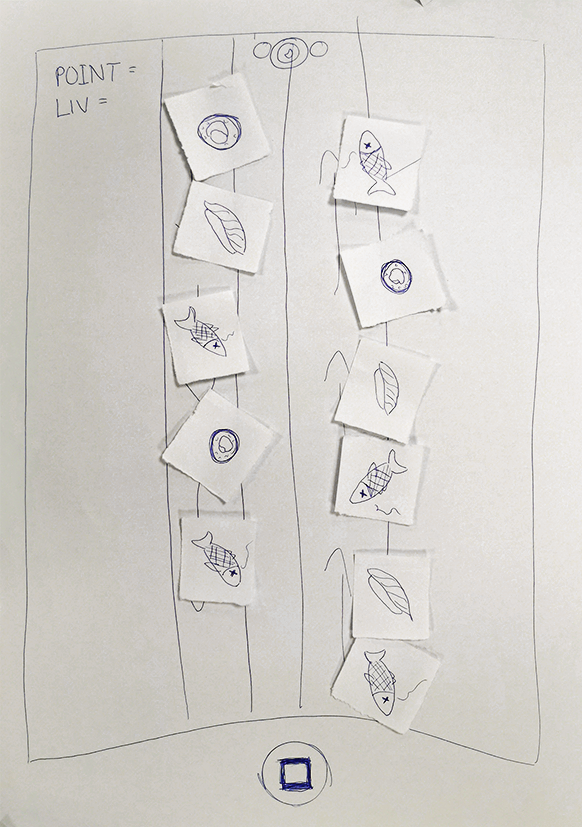 POINT =
LIV =